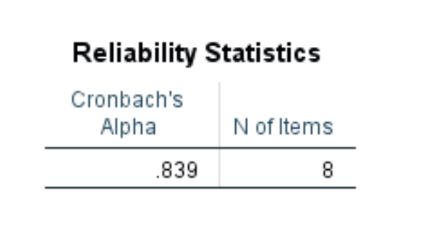 Reliability Statistics
Cronbach's
Alpha N of Items
.839 8